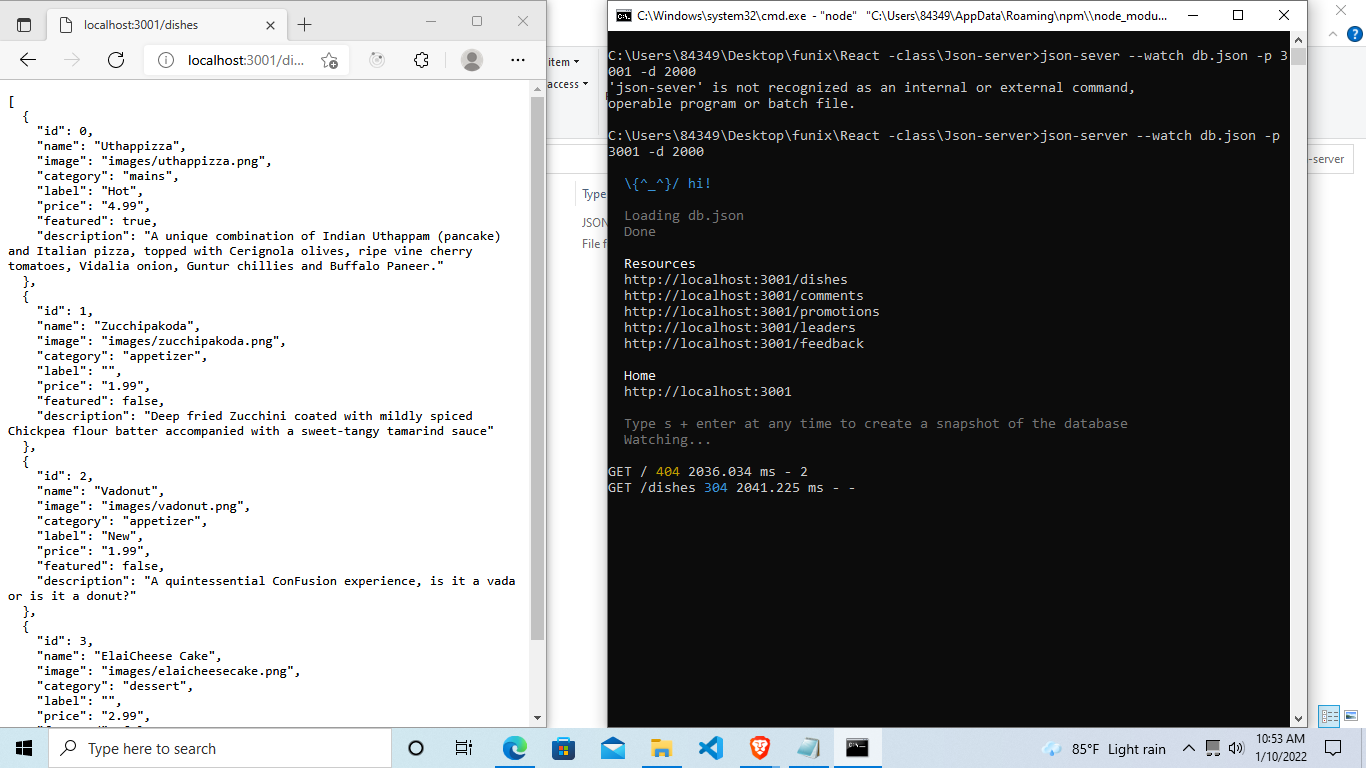 localhost:3001/dishes
localhost:3001/di...
[
{
"id": 0,
"name": "Uthappizza",
"image": "images/uthappizza.png",
"category": "mains",
"label": "Hot",
"price": "4.99",
"featured": true,
"description": "A unique combination of Indian Uthappam (pancake)
and Italian pizza, topped with Cerignola olives, ripe vine cherry
tomatoes, Vidalia onion, Guntur chillies and Buffalo Paneer."
},
{
"id": 1,
"name": "Zucchipakoda",
"image": "images/zucchipakoda.png",
"category": "appetizer",
"label": "",
"price": "1.99",
"featured": false,
"description": "Deep fried Zucchini coated with mildly spiced
Chickpea flour batter accompanied with a sweet-tangy tamarind sauce"
},
{
"id": 2,
"name": "Vadonut",
"image": "images/vadonut.png",
"category": "appetizer",
"label": "New",
"price": "1.99",
"featured": false,
"description": "A quintessential ConFusion experience, is it a vada
or is it a donut?"
},
{
"id": 3,
"name": "ElaiCheese Cake",
"image": "images/elaicheesecake.png",
"category": "dessert",
"label": "",
"price": "2.99",
item
access
Type
JSON
File f
C:\Windows\system32\cmd.exe - "node" "C:\Users\84349\AppData\Roaming\npm\\node_modu...
C:\Users\84349\Desktop\funix\React -class\Json-server>json-sever --watch db.json -p 3
001 -d 2000
'json-sever' is not recognized as an internal or external command,
operable program or batch file.
C:\Users\84349\Desktop\funix\React -class\Json-server>json-server --watch db.json -p
3001 -d 2000
\{^_^}/ hi!
Loading db.json
Done
Resources
http://localhost:3001/dishes
http://localhost:3001/comments
http://localhost:3001/promotions
http://localhost:3001/leaders
http://localhost:3001/feedback
Home
http://localhost:3001
Type s + enter at any time to create a snapshot of the database
Watching...
GET / 404 2036.034 ms - 2
GET /dishes 304 2041.225 ms - -
?
-server
Type here to search
85°F Light rain
10:53 AM
1/10/2022